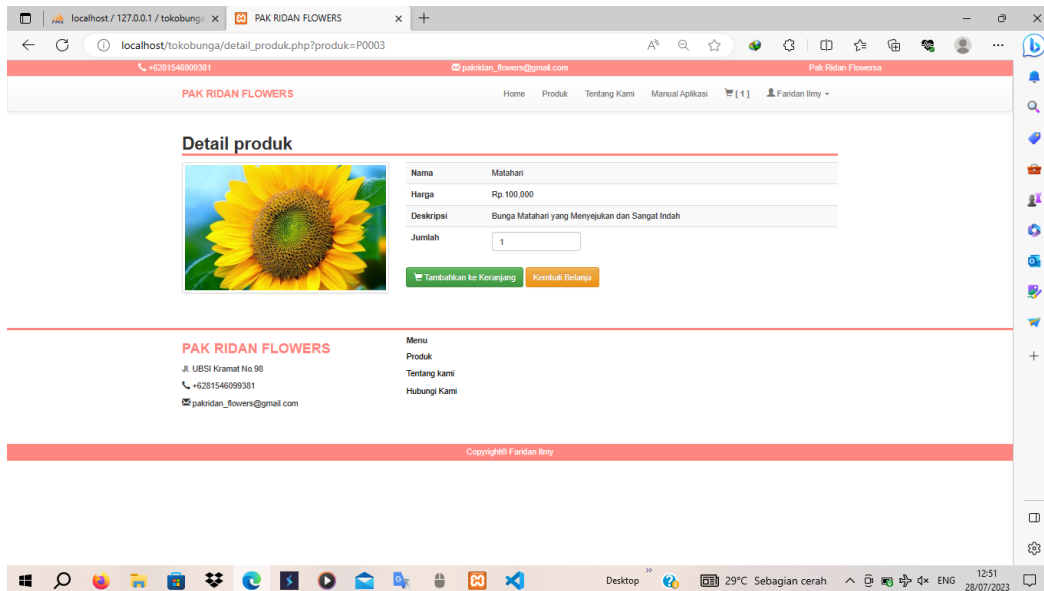 localhost / 127.0.0.1 / tokobunga
PAK RIDAN FLOWERS
localhost/tokobunga/detail_produk.php?produk=P0003
+6281546009381
pakridan_flowers@gmail.com
Pak Ridan Flowersa
PAK RIDAN FLOWERS
Home Produk Tentang Kami Manual Aplikasi [ 1 ] Faridan Ilmy
Detail produk
Nama Matahari
Harga Rp.100,000
Deskripsi Bunga Matahari yang Menyejukan dan Sangat Indah
Jumlah 1
Tambahkan ke Keranjang Kembali Belanja
PAK RIDAN FLOWERS
Jl. UBSI Kramat No.98
+6281546099381
pakridan_flowers@gmail.com
Menu
Produk
Tentang kami
Hubungi Kami
Copyright© Faridan Ilmy
Desktop
29°C Sebagian cerah
ENG
12:51
28/07/2023